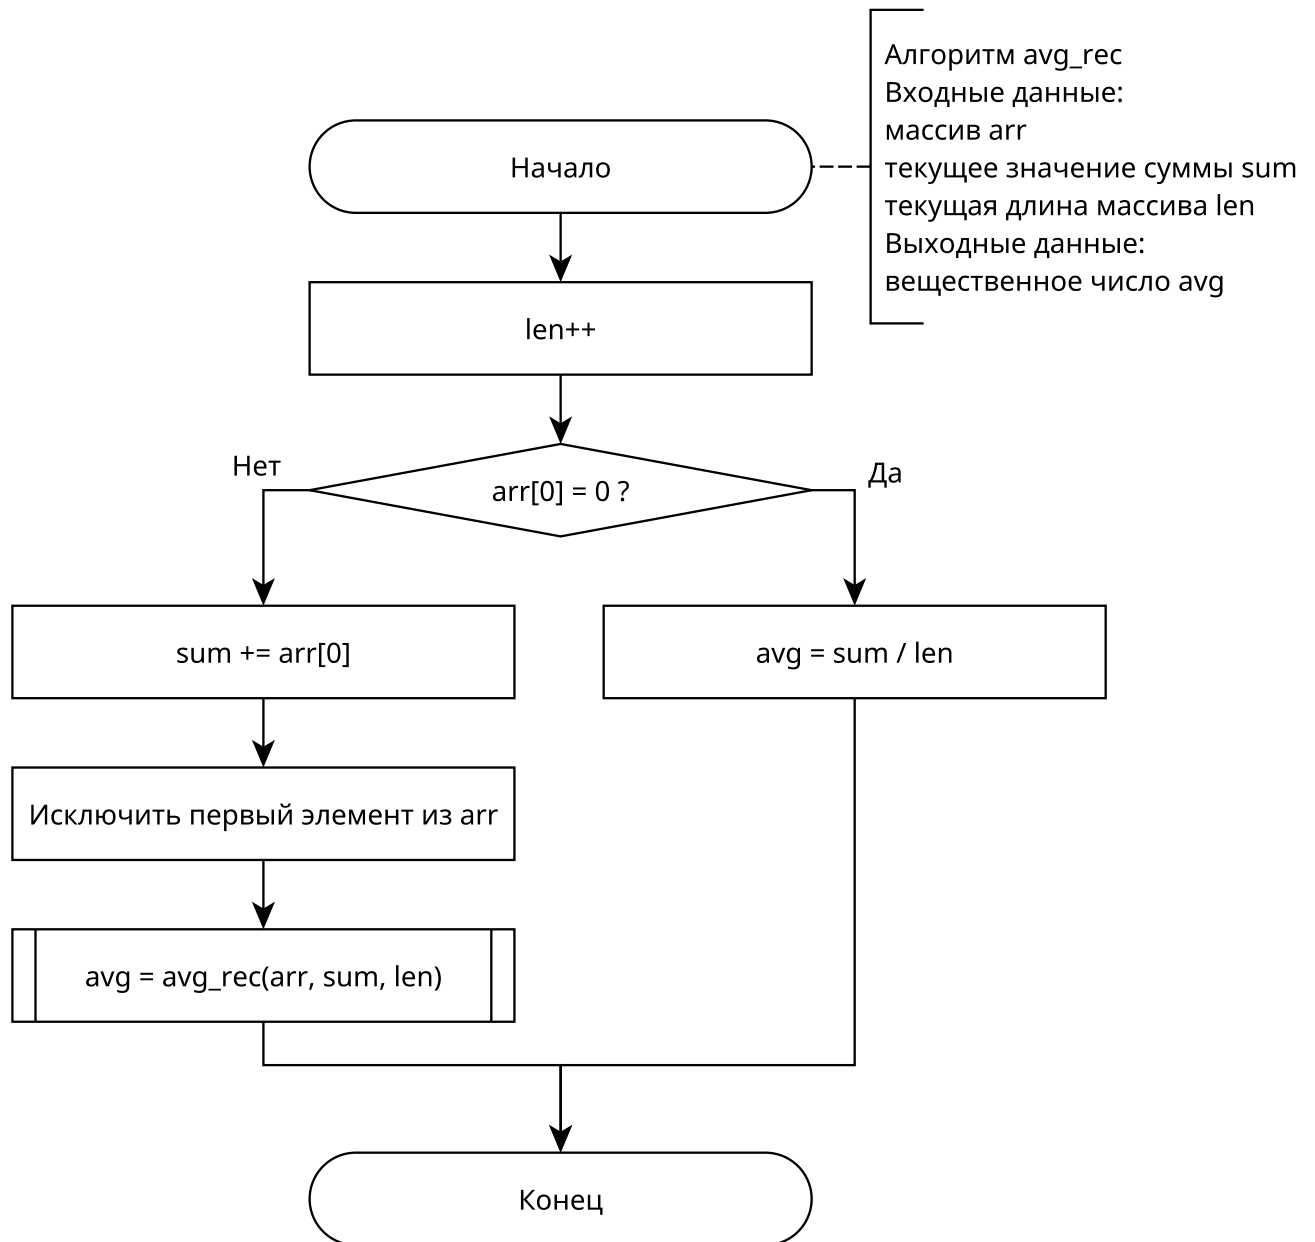 Алгоритм avg_rec
Входные данные:
массив arr
текущее значение суммы sum
текущая длина массива len
Выходные данные:
вещественное число avg
Начало
len++
arr[0] = 0 ?
Нет
Да
sum += arr[0]
avg = sum / len
Исключить первый элемент из arr
avg = avg_rec(arr, sum, len)
Конец